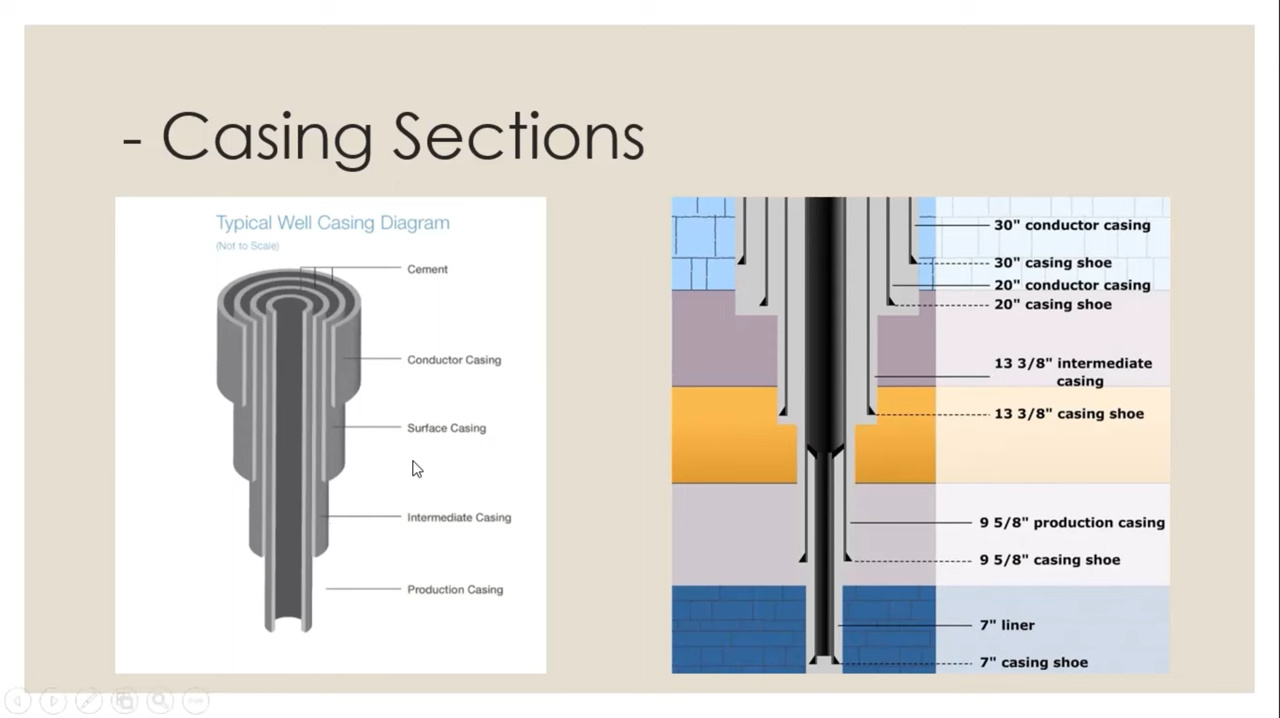 - Casing Sections
Typical Well Casing Diagram
(Not to Scale)
Cement
Conductor Casing
Surface Casing
Intermediate Casing
Production Casing
30" conductor casing
30" casing shoe
20" conductor casing
20" casing shoe
13 3/8" intermediate
casing
13 3/8" casing shoe
9 5/8" production casing
9 5/8" casing shoe
7" liner
7" casing shoe